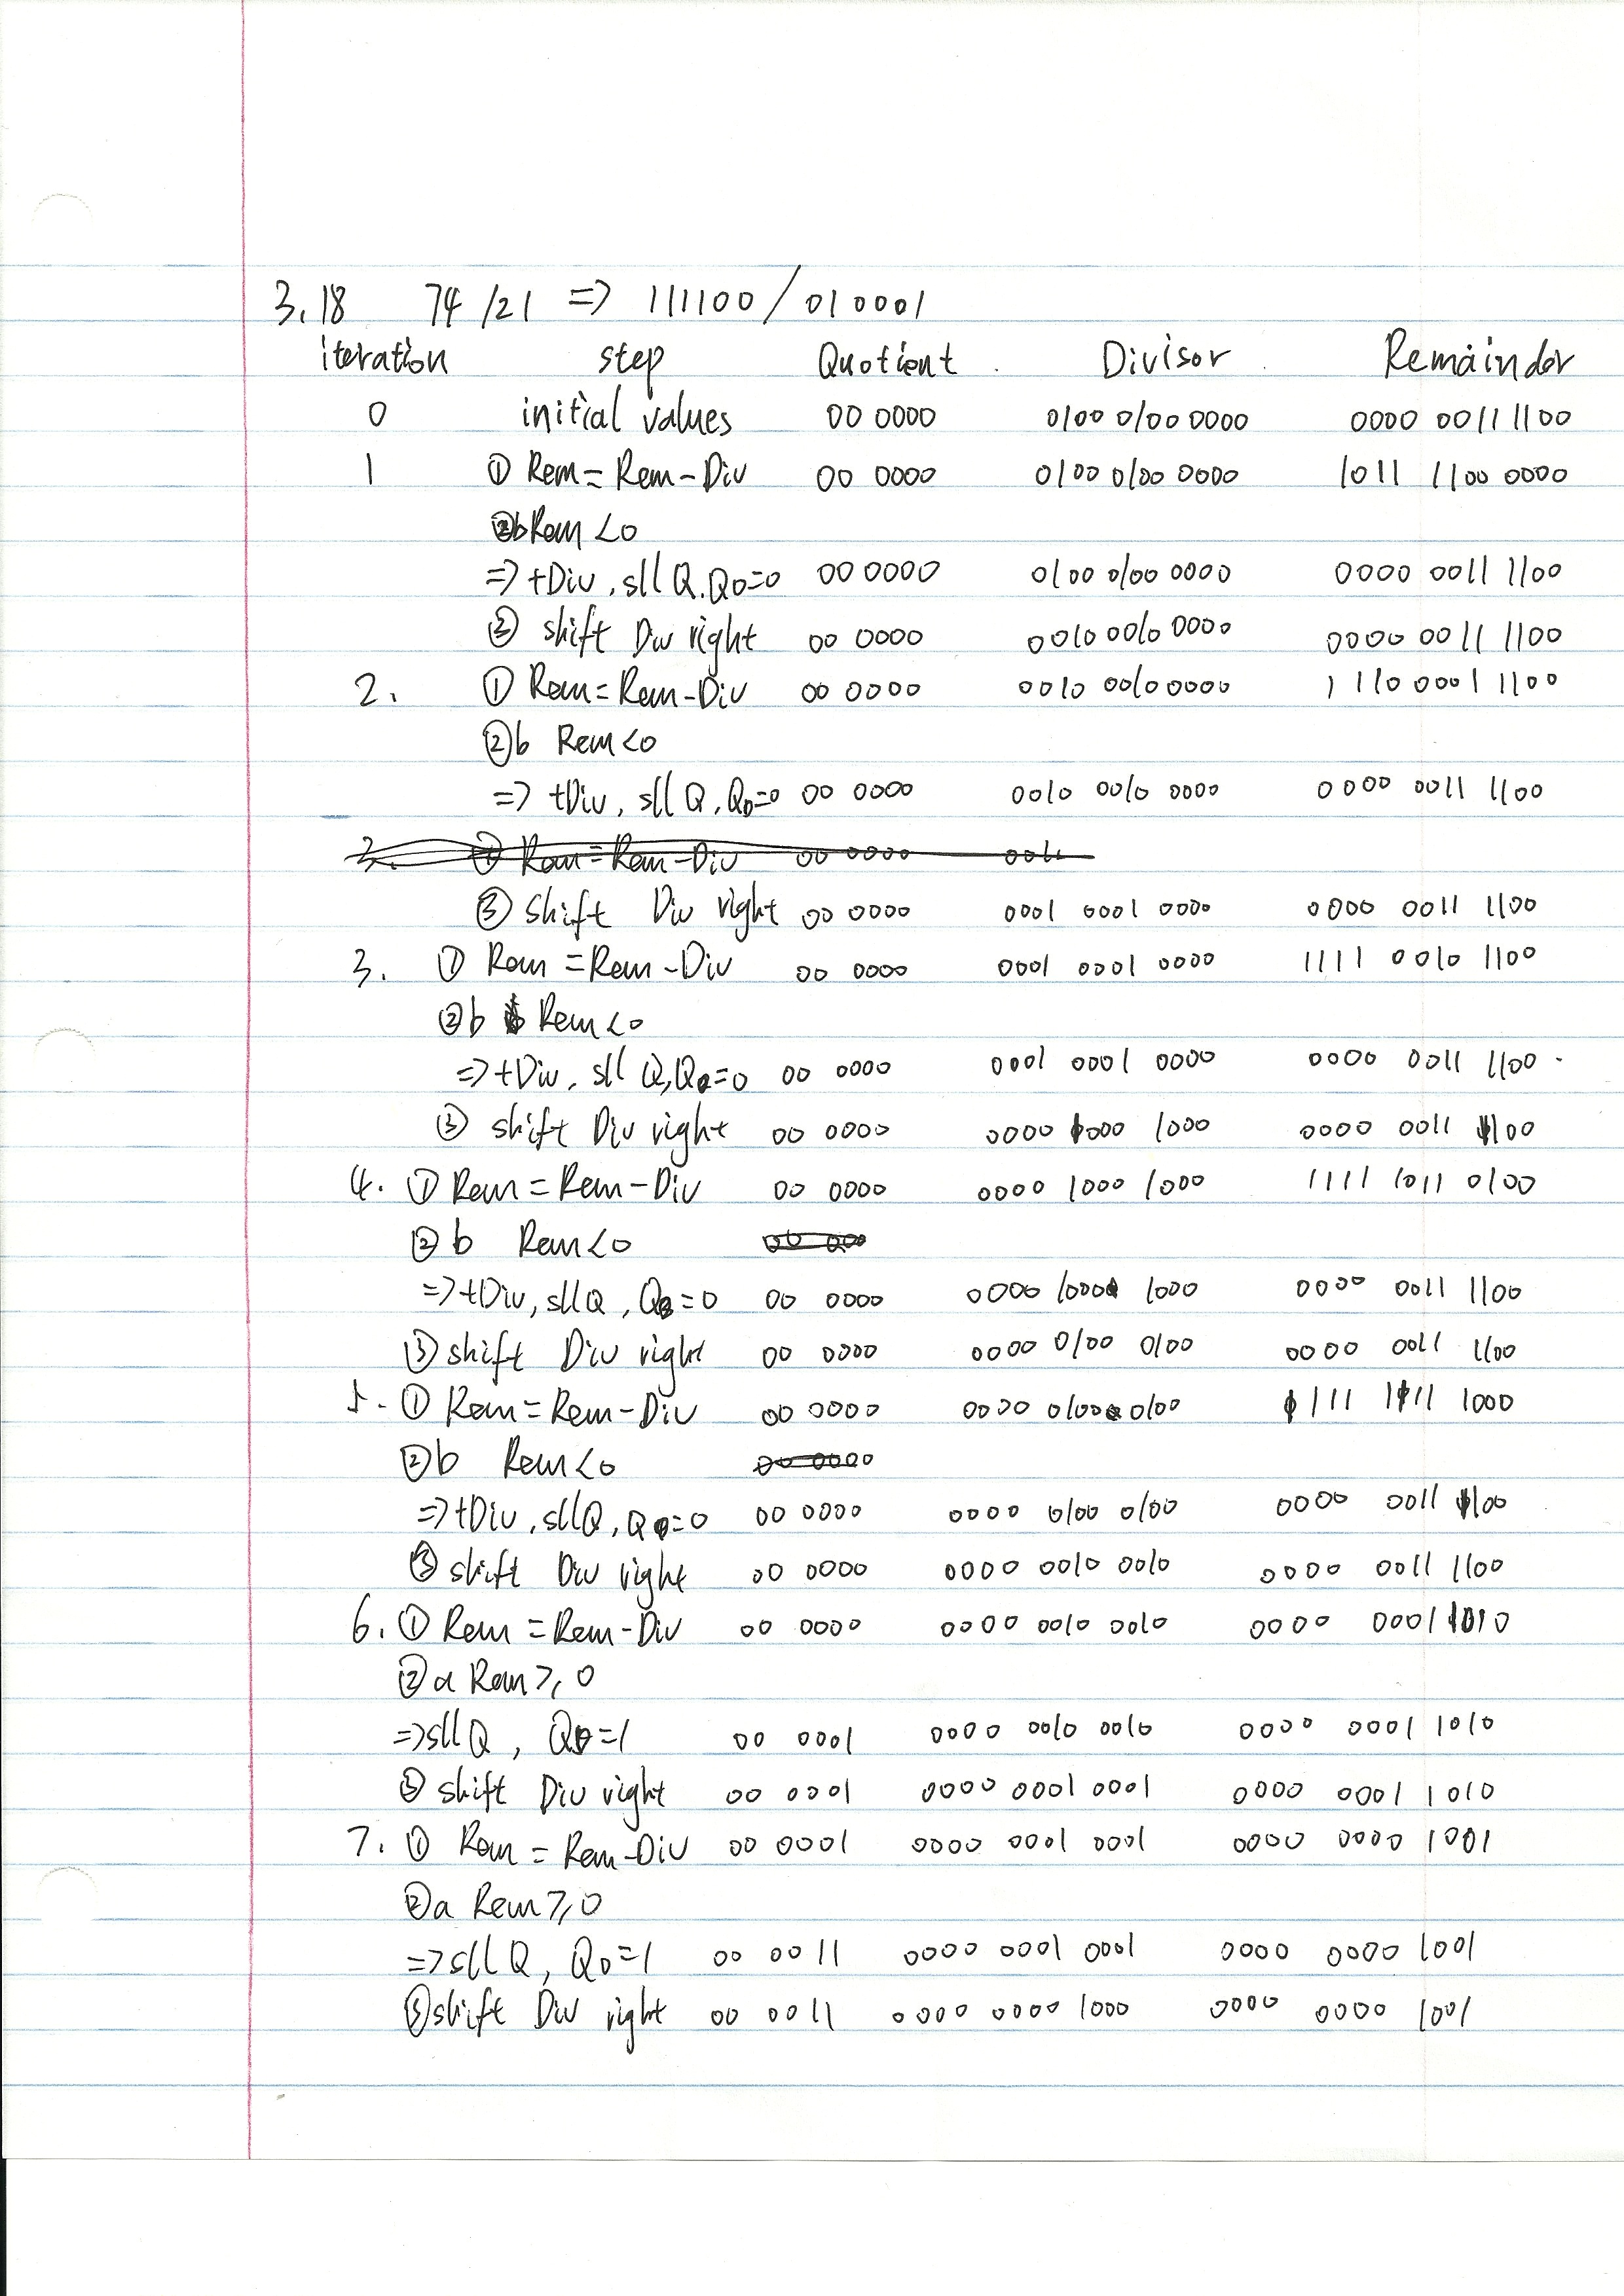 3.18 74/21 => 111100/010001
iteration step Quotient Divisor Remainder
0 initial values 00 0000 0100 0100 0000 0000 0011 1100
1 ① Rem=Rem-Div 00 0000 0100 0100 0000 1011 1100 0000
②b Rem<0
=>+Div, sll Q, Q0=0 00 0000 0100 0100 0000 0000 0011 1100
③ shift Div right 00 0000 0010 0010 0000 0000 0011 1100
2. ① Rem=Rem-Div 00 0000 0010 0010 0000 1110 0001 1100
②b Rem<0
=> +Div, sll Q, Q0=0 00 0000 0010 0010 0000 0000 0011 1100
3. ① Rem=Rem-Div 00 0000 0011
③ shift Div right 00 0000 0001 0001 0000 0000 0011 1100
3. ① Rem=Rem-Div 00 0000 0001 0001 0000 1111 0010 1100
②b Rem<0
=>+Div, sll Q, Q0=0 00 0000 0001 0001 0000 0000 0011 1100
③ shift Div right 00 0000 0000 1000 1000 0000 0011 1100
4. ① Rem=Rem-Div 00 0000 0000 1000 1000 1111 1011 0100
②b Rem<0 00 000
=>+Div, sll Q, Q0=0 00 0000 0000 1000 1000 0000 0011 1100
③ shift Div right 00 0000 0000 0100 0100 0000 0011 1100
5. ① Rem=Rem-Div 00 0000 0000 0100 0100 1111 1111 1000
②b Rem<0 00 0000
=>+Div, sll Q, Q0=0 00 0000 0000 0100 0100 0000 0011 1100
③ shift Div right 00 0000 0000 0010 0010 0000 0011 1100
6. ① Rem=Rem-Div 00 0000 0000 0010 0010 0000 0001 1010
②a Rem≥0
=>sll Q, Q0=1 00 0001 0000 0010 0010 0000 0001 1010
③ shift Div right 00 0001 0000 0001 0001 0000 0001 1010
7. ① Rem=Rem-Div 00 0001 0000 0001 0001 0000 0000 1001
②a Rem≥0
=>sll Q, Q0=1 00 0011 0000 0001 0001 0000 0000 1001
③ shift Div right 00 0011 0000 0000 1000 0000 0000 1001